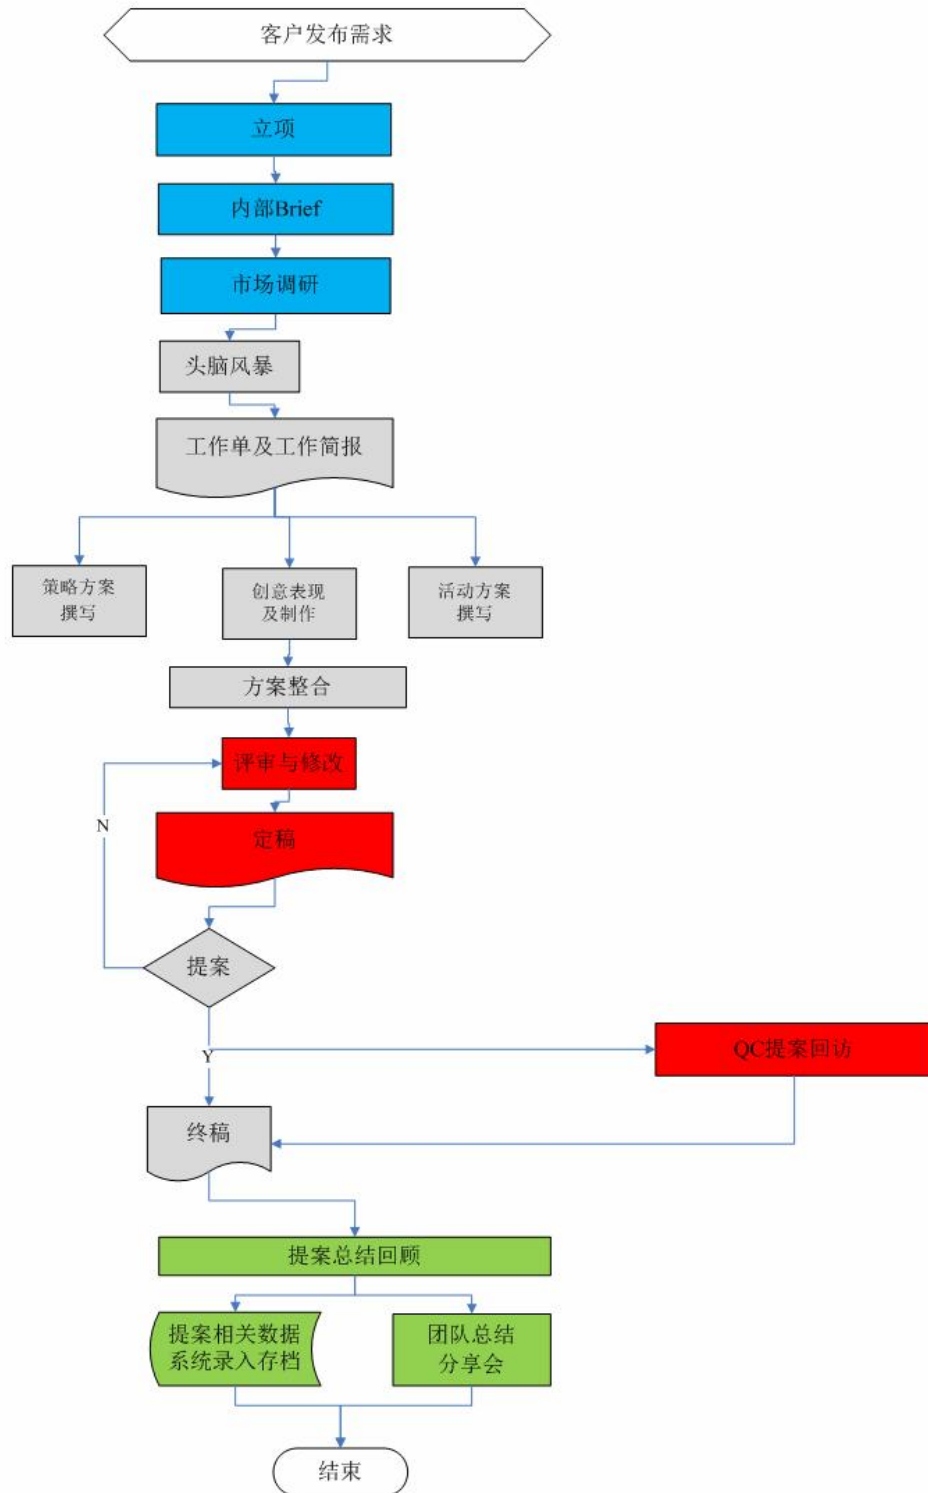 客户发布需求
立项
内部Brief
市场调研
头脑风暴
工作单及工作简报
策略方案
撰写
创意表现
及制作
活动方案
撰写
方案整合
评审与修改
N
定稿
提案
Y
QC提案回访
终稿
提案总结回顾
提案相关数据
系统录入存档
团队总结
分享会
结束